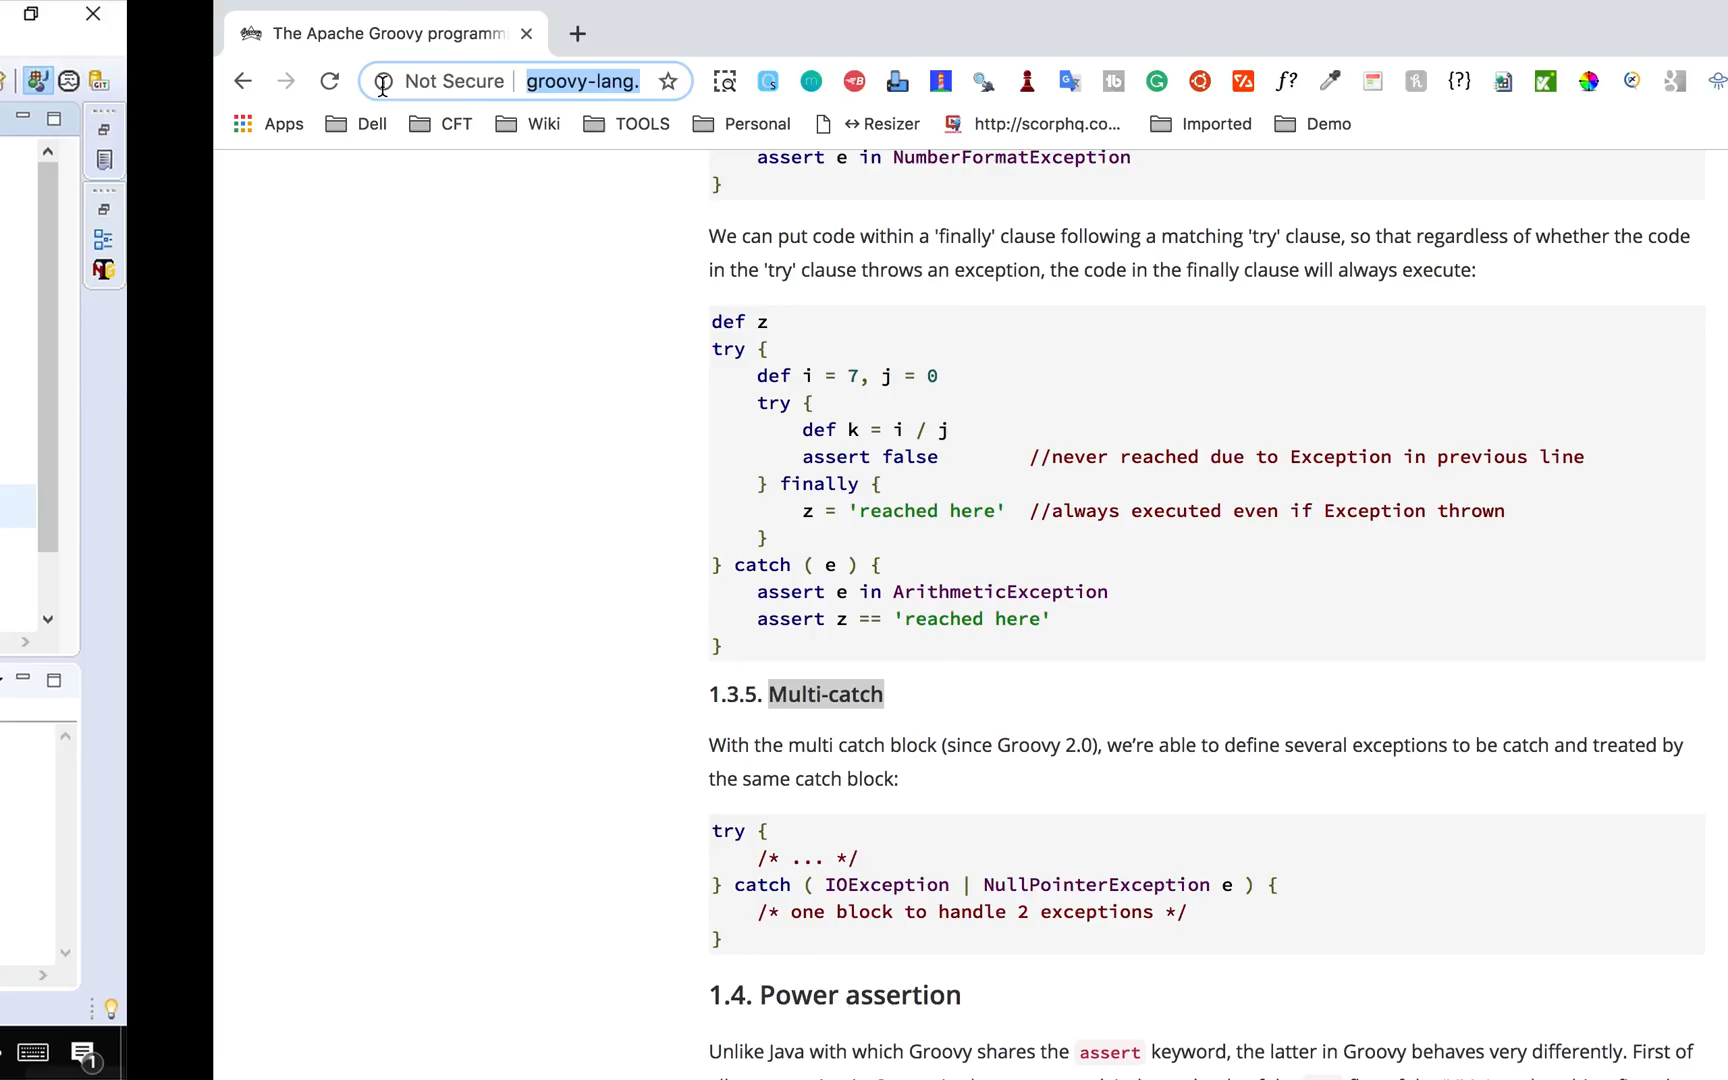 The Apache Groovy programm
Not Secure | groovy-lang.
Apps Dell CFT Wiki TOOLS Personal ↔ Resizer http://scorphq.co... Imported Demo
assert e in NumberFormatException
}
We can put code within a 'finally' clause following a matching 'try' clause, so that regardless of whether the code
in the 'try' clause throws an exception, the code in the finally clause will always execute:
def z
try {
def i = 7, j = 0
try {
def k = i / j
assert false //never reached due to Exception in previous line
} finally {
z = 'reached here' //always executed even if Exception thrown
}
} catch ( e ) {
assert e in ArithmeticException
assert z == 'reached here'
}
1.3.5. Multi-catch
With the multi catch block (since Groovy 2.0), we're able to define several exceptions to be catch and treated by
the same catch block:
try {
/* ... */
} catch ( IOException | NullPointerException e ) {
/* one block to handle 2 exceptions */
}
1.4. Power assertion
Unlike Java with which Groovy shares the assert keyword, the latter in Groovy behaves very differently. First of